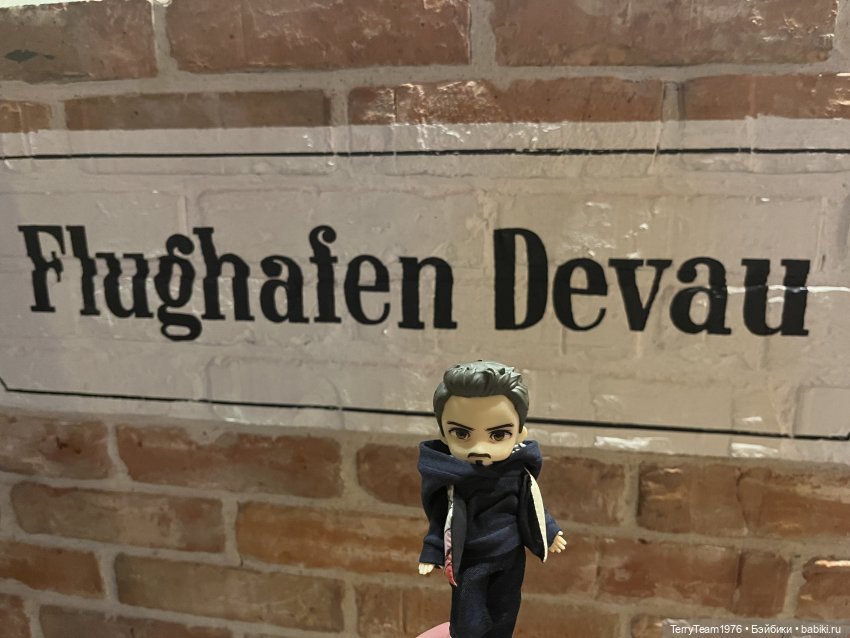 Flughafen Devau
TerryTeam1976 • Бэйбики • babiki.ru